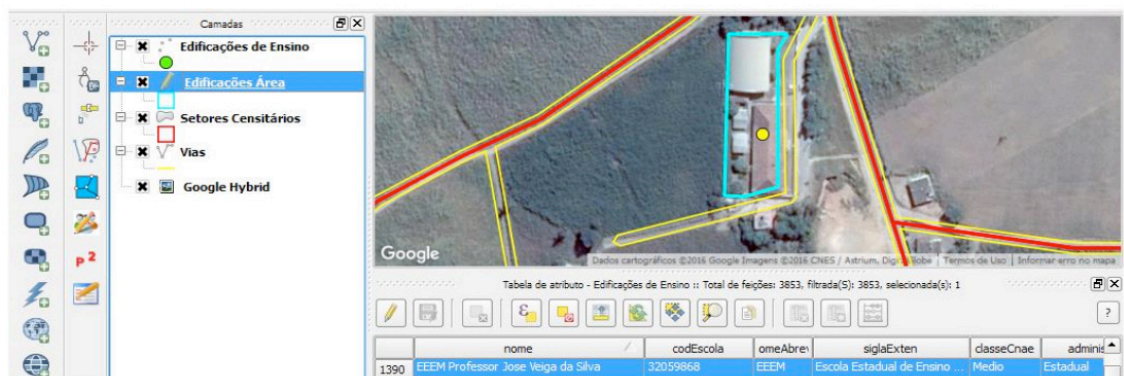 Camadas
Edificações de Ensino
Edificações Área
Setores Censitários
Vias
Google Hybrid
Google
Dados cartográficos ©2016 Google Imagens ©2016 CNES / Astrium, DigitalGlobe | Termos de Uso | Informar erro no mapa
Tabela de atributo - Edificações de Ensino :: Total de feições: 3853, filtrada(S): 3853, selecionada(s): 1
?
nome codEscola omeAbrev siglaExten classeCnae adminis
1390 EEEM Professor Jose Veiga da Silva 32059868 EEEM Escola Estadual de Ensino ... Medio Estadual